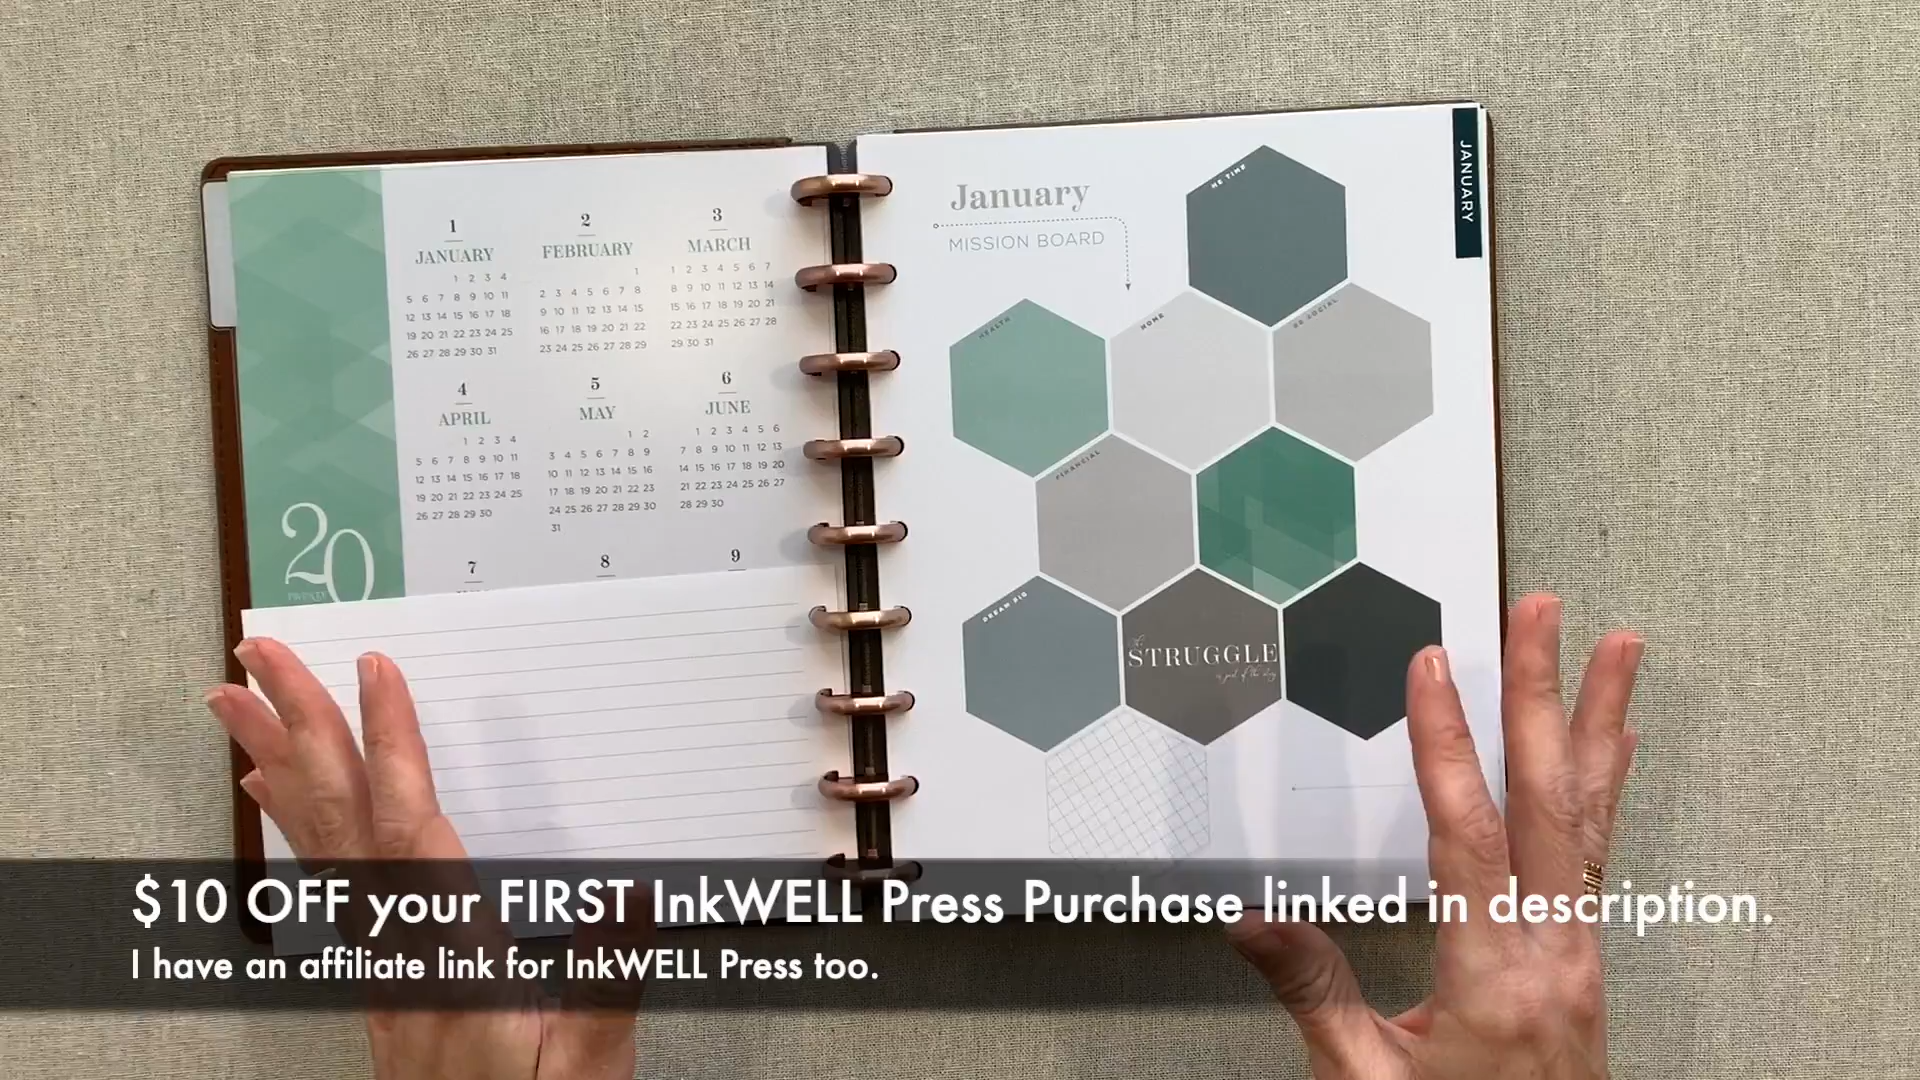 1
JANUARY
1 2 3 4
5 6 7 8 9 10 11
12 13 14 15 16 17 18
19 20 21 22 23 24 25
26 27 28 29 30 31
2
FEBRUARY
1
2 3 4 5 6 7 8
9 10 11 12 13 14 15
16 17 18 19 20 21 22
23 24 25 26 27 28 29
3
MARCH
1 2 3 4 5 6 7
8 9 10 11 12 13 14
15 16 17 18 19 20 21
22 23 24 25 26 27 28
29 30 31
4
APRIL
1 2 3 4
5 6 7 8 9 10 11
12 13 14 15 16 17 18
19 20 21 22 23 24 25
26 27 28 29 30
5
MAY
1 2
3 4 5 6 7 8 9
10 11 12 13 14 15 16
17 18 19 20 21 22 23
24 25 26 27 28 29 30
31
6
JUNE
1 2 3 4 5 6
7 8 9 10 11 12 13
14 15 16 17 18 19 20
21 22 23 24 25 26 27
28 29 30
20
TWENTY
7
8
9
January
MISSION BOARD
JANUARY
ME TIME
HEALTH
HOME
BE SOCIAL
FINANCIAL
DREAM BIG
the
STRUGGLE
is part of the story
$10 OFF your FIRST InkWELL Press Purchase linked in description.
I have an affiliate link for InkWELL Press too.